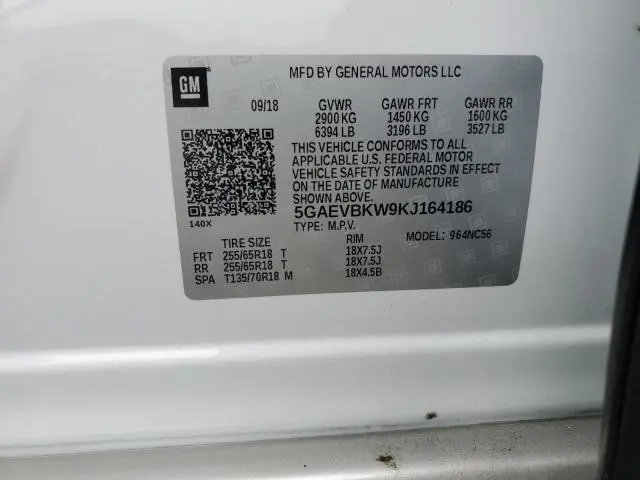 GM
MFD BY GENERAL MOTORS LLC
09/18 GVWR GAWR FRT GAWR RR
2900 KG 1450 KG 1600 KG
6394 LB 3196 LB 3527 LB
THIS VEHICLE CONFORMS TO ALL
APPLICABLE U.S. FEDERAL MOTOR
VEHICLE SAFETY STANDARDS IN EFFECT
ON THE DATE OF MANUFACTURE
SHOWN ABOVE.
140X
5GAEVBKW9KJ164186
TYPE: M.P.V. MODEL: 964NC56
TIRE SIZE RIM
FRT 255/65R18 T 18X7.5J
RR 255/65R18 T 18X7.5J
SPA T135/70R18 M 18X4.5B